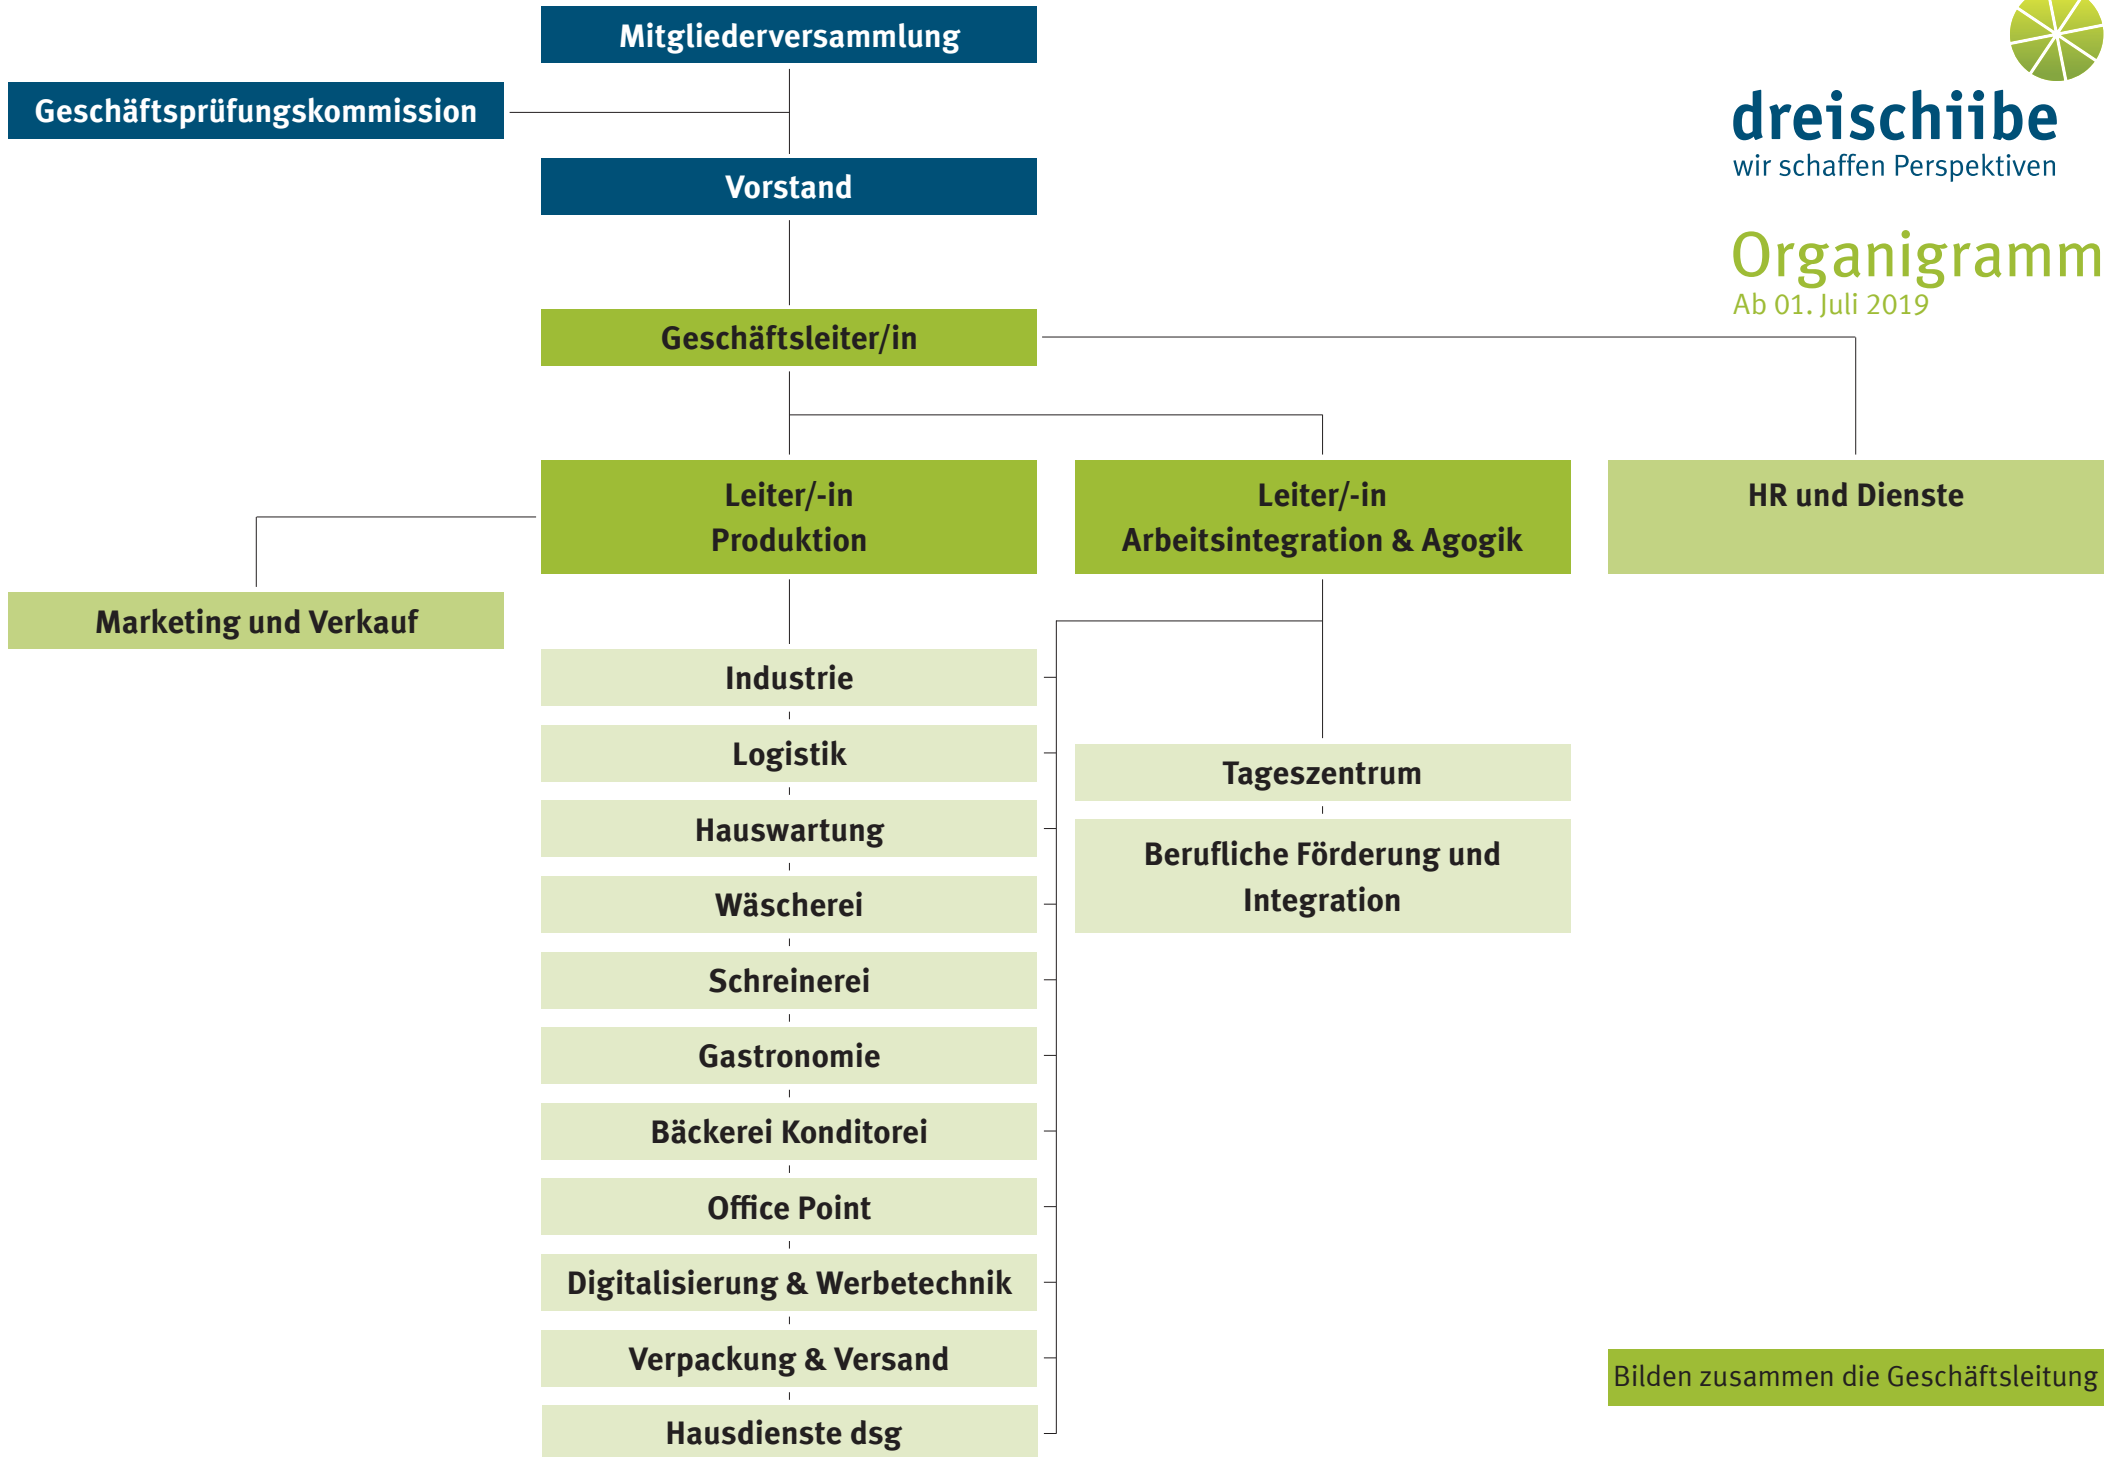 Mitgliederversammlung
Geschäftsprüfungskommission
Vorstand
dreischiibe
wir schaffen Perspektiven
Organigramm
Ab 01. Juli 2019
Geschäftsleiter/in
Leiter/-in
Produktion
Leiter/-in
Arbeitsintegration & Agogik
HR und Dienste
Marketing und Verkauf
Industrie
Logistik
Hauswartung
Wäscherei
Schreinerei
Gastronomie
Bäckerei Konditorei
Office Point
Digitalisierung & Werbetechnik
Verpackung & Versand
Hausdienste dsg
Tageszentrum
Berufliche Förderung und
Integration
Bilden zusammen die Geschäftsleitung